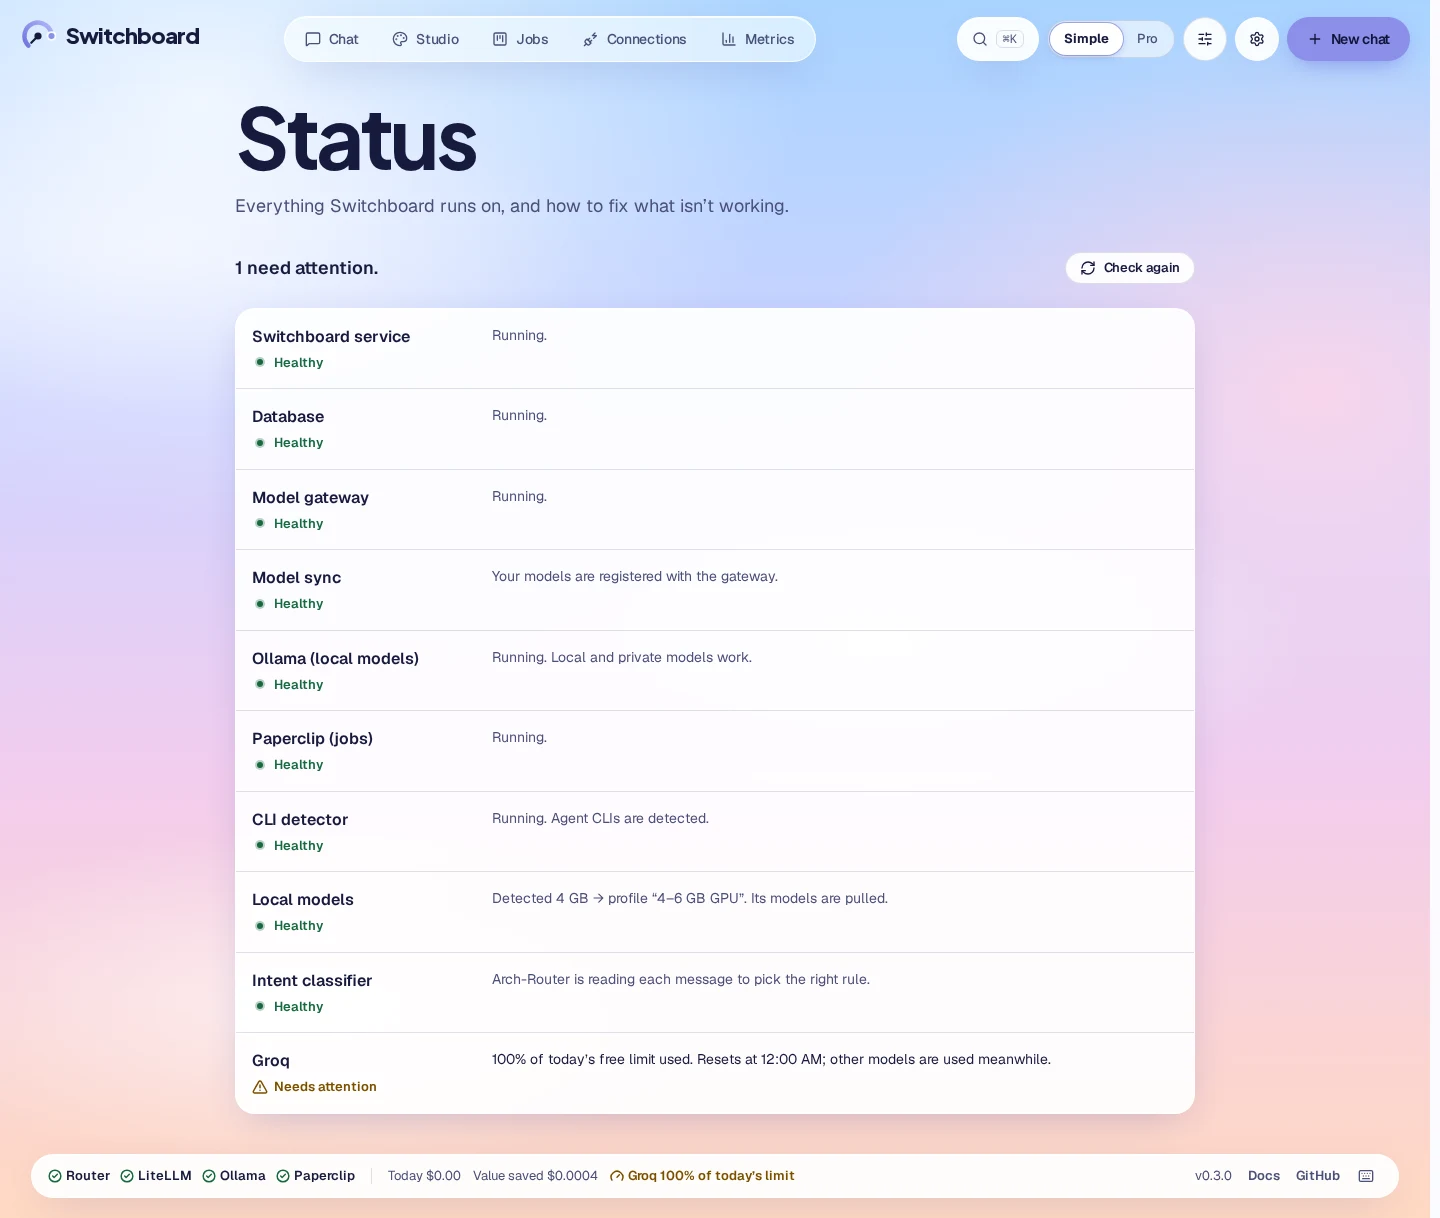 Switchboard
Chat
Studio
Jobs
Connections
Metrics
⌘K
Simple
Pro
New chat
Status
Everything Switchboard runs on, and how to fix what isn’t working.
1 need attention.
Check again
Switchboard service
Running.
Healthy
Database
Running.
Healthy
Model gateway
Running.
Healthy
Model sync
Your models are registered with the gateway.
Healthy
Ollama (local models)
Running. Local and private models work.
Healthy
Paperclip (jobs)
Running.
Healthy
CLI detector
Running. Agent CLIs are detected.
Healthy
Local models
Detected 4 GB → profile “4–6 GB GPU”. Its models are pulled.
Healthy
Intent classifier
Arch-Router is reading each message to pick the right rule.
Healthy
Groq
100% of today’s free limit used. Resets at 12:00 AM; other models are used meanwhile.
Needs attention
Router
LiteLLM
Ollama
Paperclip
Today $0.00
Value saved $0.0004
Groq 100% of today’s limit
v0.3.0
Docs
GitHub